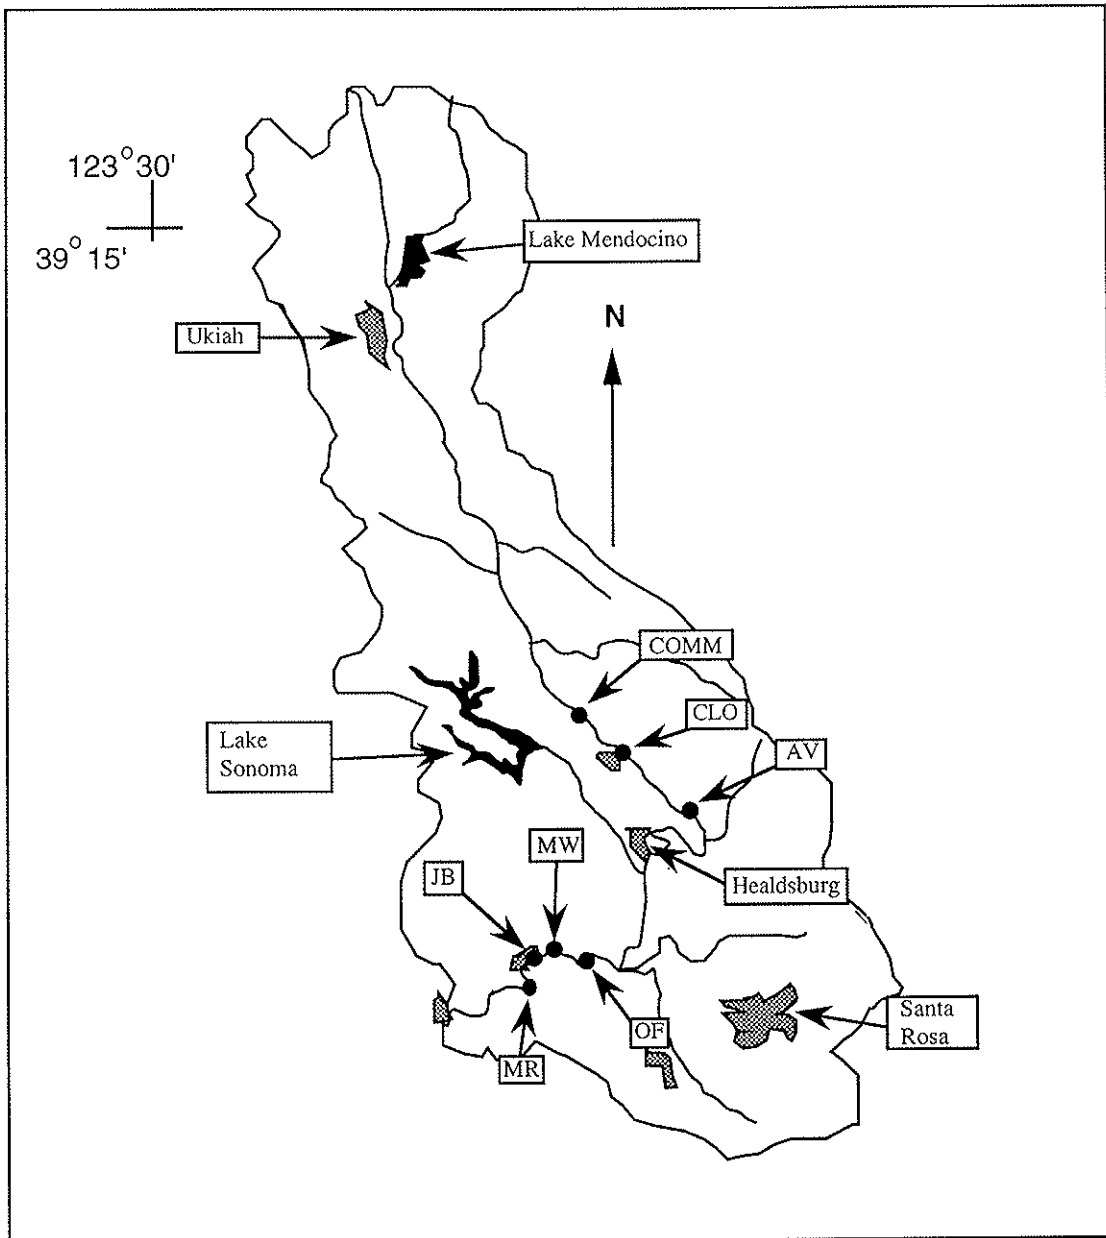 123°30'
39° 15'
Lake Mendocino
N
Ukiah
COMM
CLO
Lake
Sonoma
AV
MW
JB
Healdsburg
Santa
Rosa
OF
MR